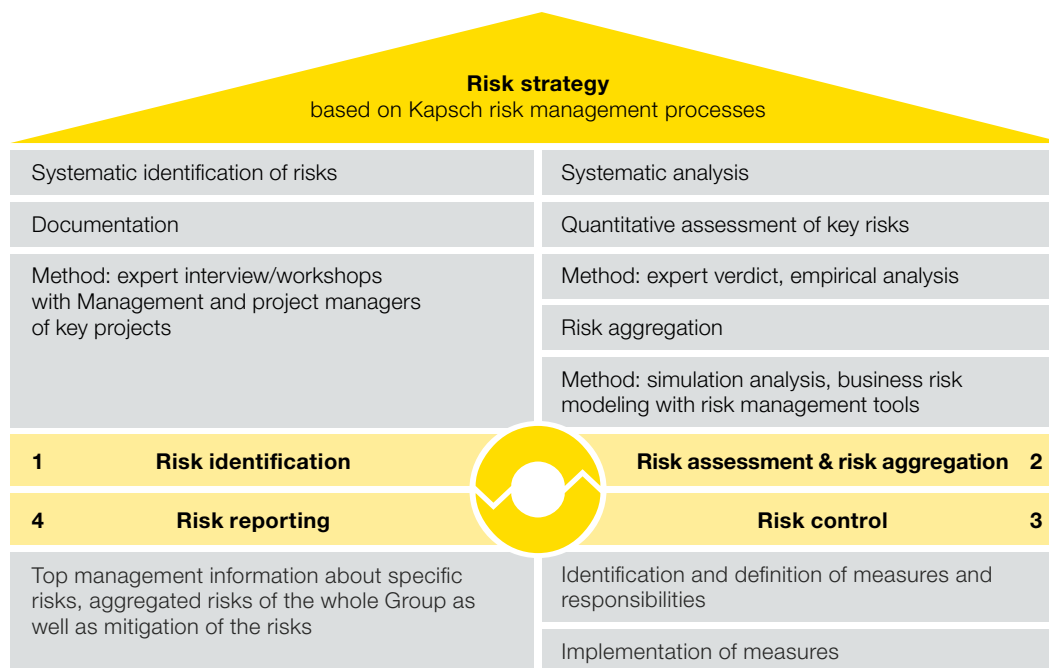 Risk strategy
based on Kapsch risk management processes
Systematic identification of risks
Documentation
Method: expert interview/workshops
with Management and project managers
of key projects
Systematic analysis
Quantitative assessment of key risks
Method: expert verdict, empirical analysis
Risk aggregation
Method: simulation analysis, business risk
modeling with risk management tools
1 Risk identification
Risk assessment & risk aggregation 2
4 Risk reporting
Risk control 3
Top management information about specific
risks, aggregated risks of the whole Group as
well as mitigation of the risks
Identification and definition of measures and
responsibilities
Implementation of measures